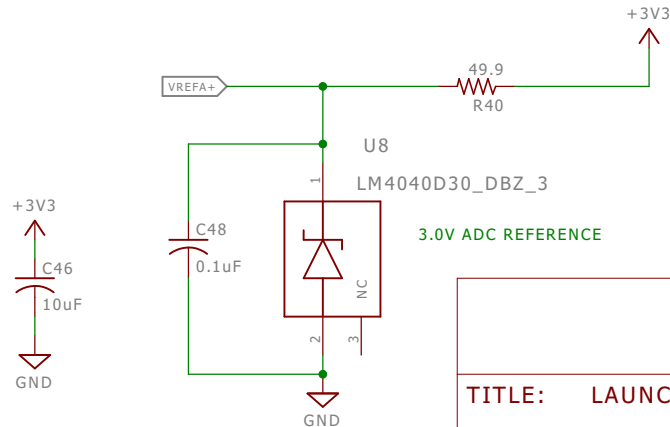 +3V3
49.9
VREFA+
R40
U8
1
LM4040D30_DBZ_3
+3V3
C48
3.0V ADC REFERENCE
C46
0.1uF
NC
10uF
2
3
GND
TITLE: LAUNC
GND